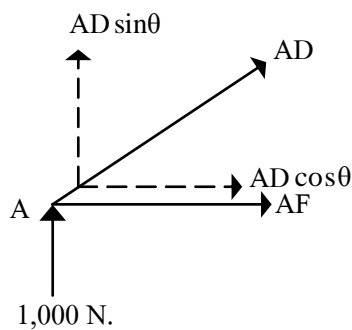 AD sinθ
AD
AD cosθ
A
AF
1,000 N.